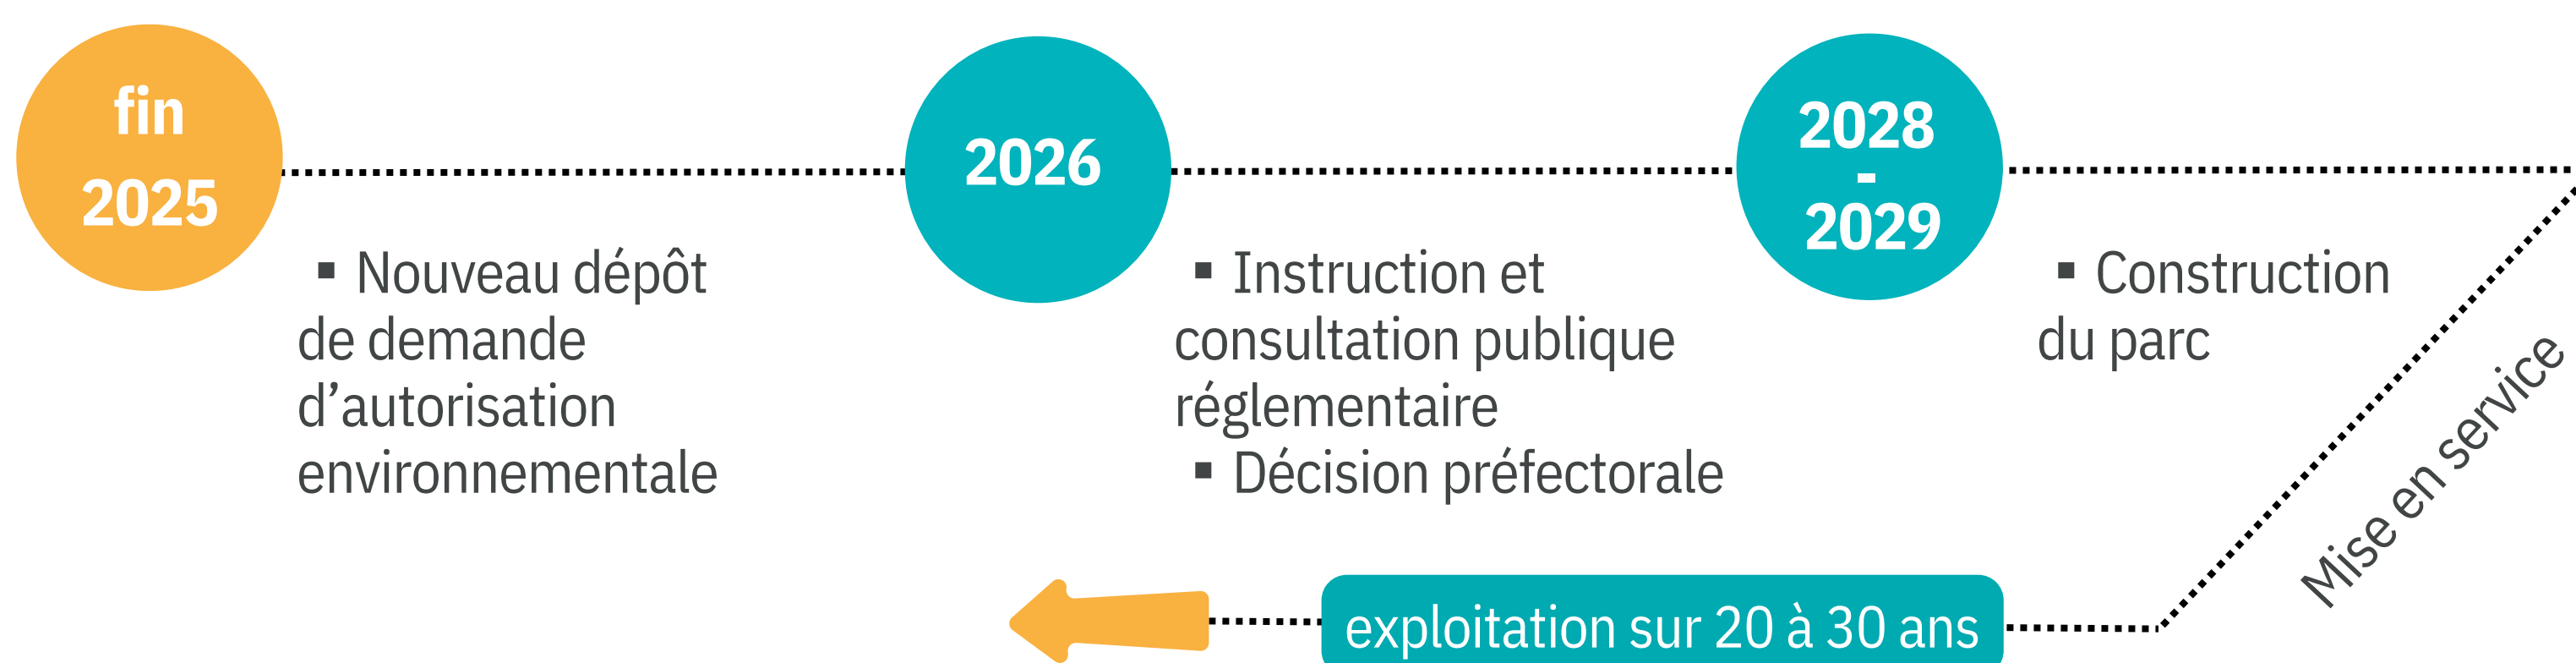 fin
2025
▪ Nouveau dépôt
de demande
d’autorisation
environnementale
2026
▪ Instruction et
consultation publique
réglementaire
▪ Décision préfectorale
2028
-
2029
▪ Construction
du parc
Mise en service
exploitation sur 20 à 30 ans